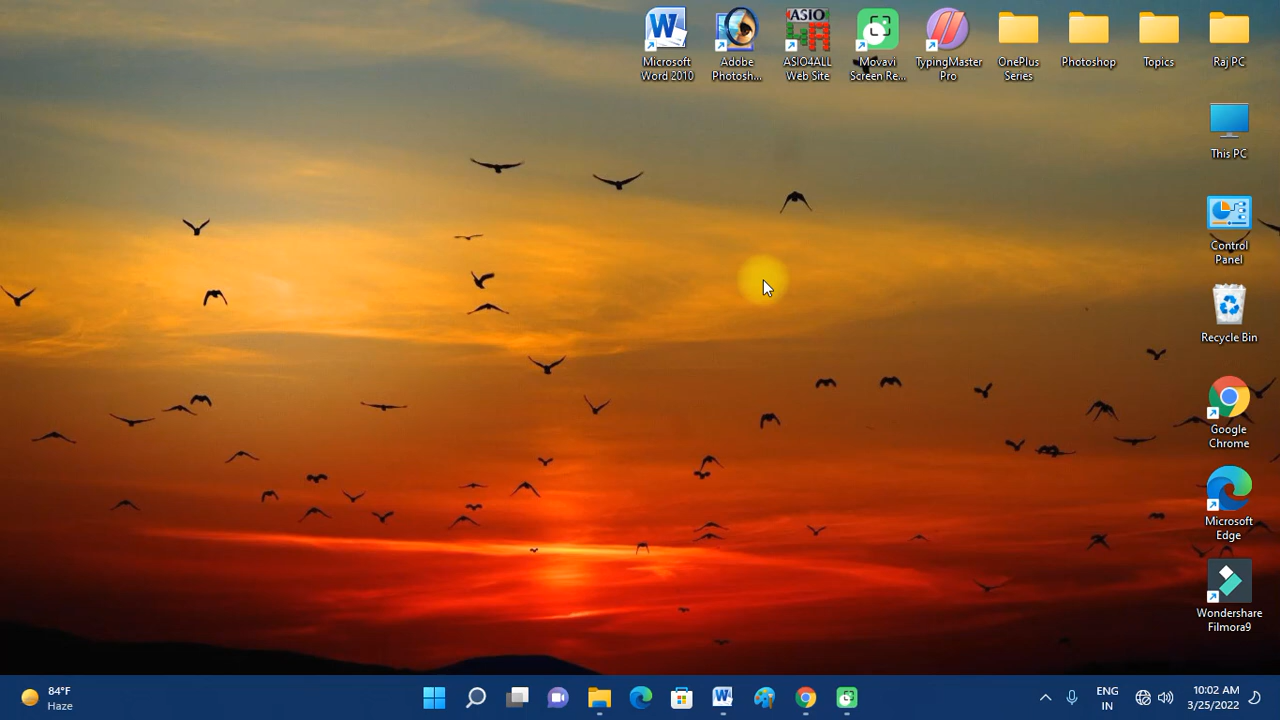 ASIO
Microsoft
Word 2010
Adobe
Photosh...
ASIO4ALL
Web Site
Movavi
Screen Re...
TypingMaster
Pro
OnePlus
Series
Photoshop
Topics
Raj PC
This PC
Control
Panel
Recycle Bin
Google
Chrome
Microsoft
Edge
Wondershare
Filmora9
84°F
Haze
ENG
IN
10:02 AM
3/25/2022